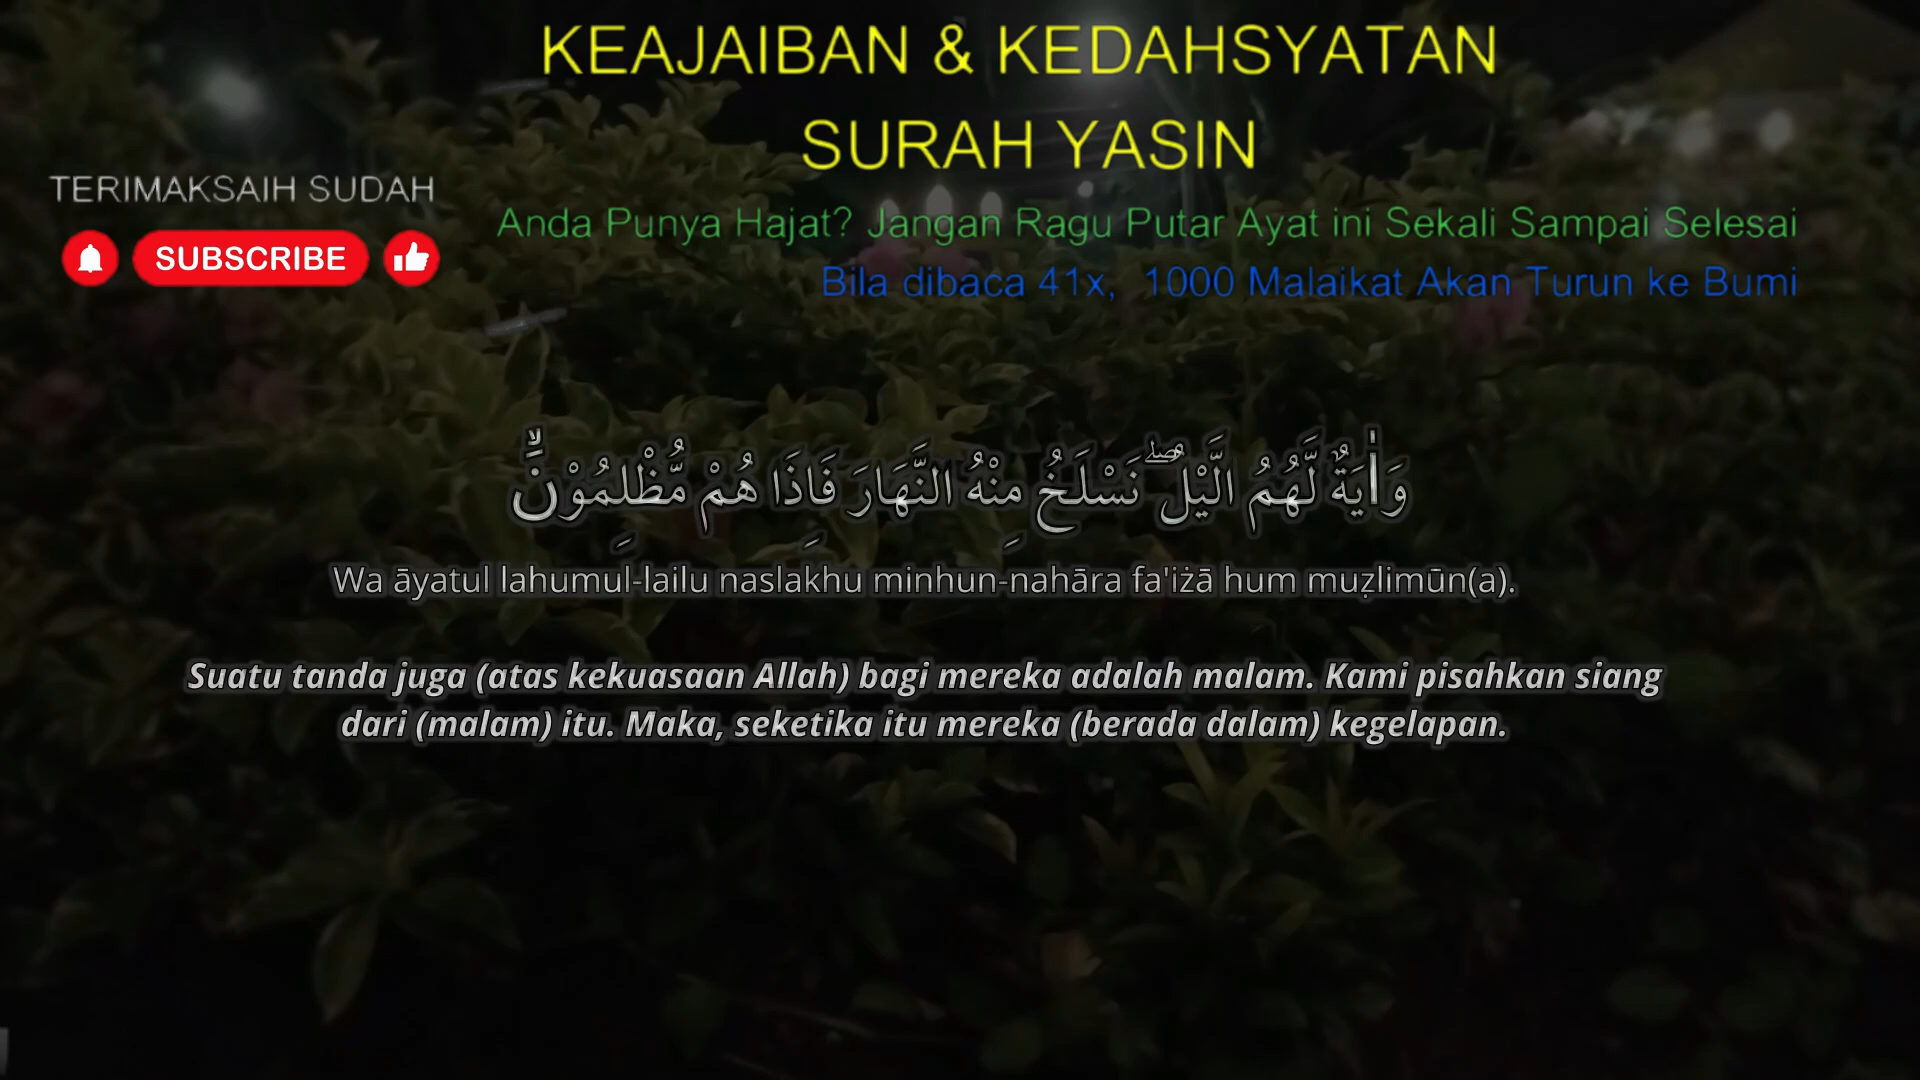 KEAJAIBAN & KEDAHSYATAN
SURAH YASIN
TERIMAKSAIH SUDAH
SUBSCRIBE
Anda Punya Hajat? Jangan Ragu Putar Ayat ini Sekali Sampai Selesai
Bila dibaca 41x, 1000 Malaikat Akan Turun ke Bumi
وَاٰيَةٌ لَّهُمُ الَّيْلُ ۖنَسْلَخُ مِنْهُ النَّهَارَ فَاِذَا هُمْ مُّظْلِمُوْنَۙ
Wa āyatul lahumul-lailu naslakhu minhun-nahāra fa'iżā hum muẓlimūn(a).
Suatu tanda juga (atas kekuasaan Allah) bagi mereka adalah malam. Kami pisahkan siang
dari (malam) itu. Maka, seketika itu mereka (berada dalam) kegelapan.